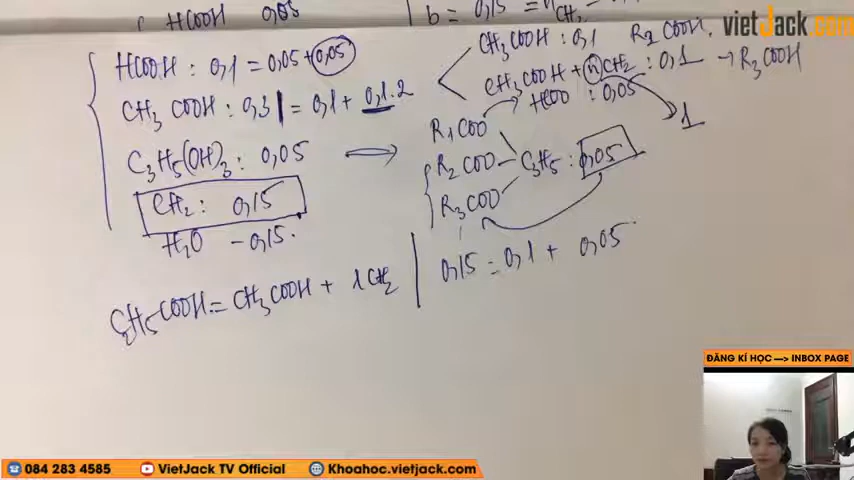 HCOOH 0,05
b = 0,15 = n CH2
vietJack.com
HCOOH : 0,1 = 0,05 + 0,05
CH3COOH : 0,3 = 0,1 + 0,1.2
C3H5(OH)3 : 0,05
CH2 : 0,15
H2O -0,15.
CH3COOH : 0,1 R2 COOH.
CH3COOH + nCH2 : 0,1 → R3COOH
HCOO : 0,05
1
R1COO
R2COO C3H5 : 0,05
R3COO
0,15 = 0,1 + 0,05
C2H5COOH = CH3COOH + 1CH2
ĐĂNG KÍ HỌC —> INBOX PAGE
084 283 4585 VietJack TV Official Khoahoc.vietjack.com